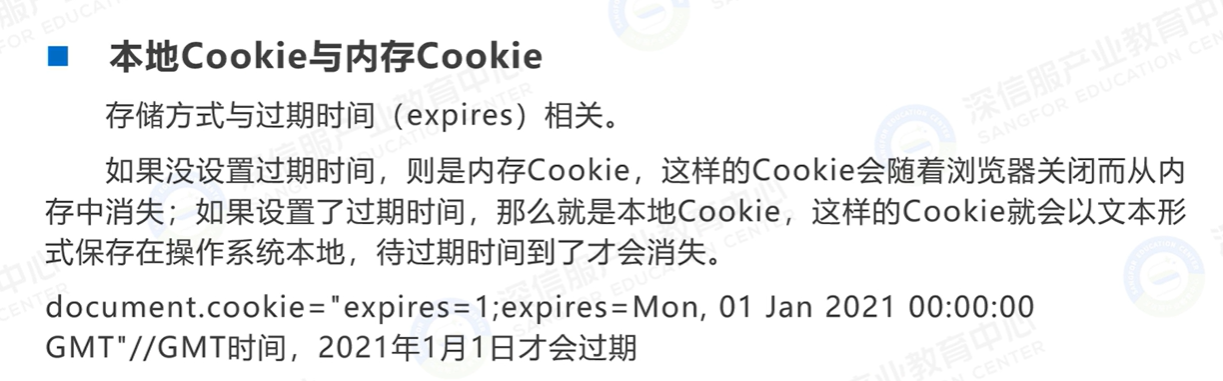 本地Cookie与内存Cookie
存储方式与过期时间（expires）相关。
如果没设置过期时间，则是内存Cookie，这样的Cookie会随着浏览器关闭而从内
存中消失；如果设置了过期时间，那么就是本地Cookie，这样的Cookie就会以文本形
式保存在操作系统本地，待过期时间到了才会消失。
document.cookie="expires=1;expires=Mon, 01 Jan 2021 00:00:00
GMT"//GMT时间，2021年1月1日才会过期
深信服产业教育中心
SANGFOR EDUCATION CENTER